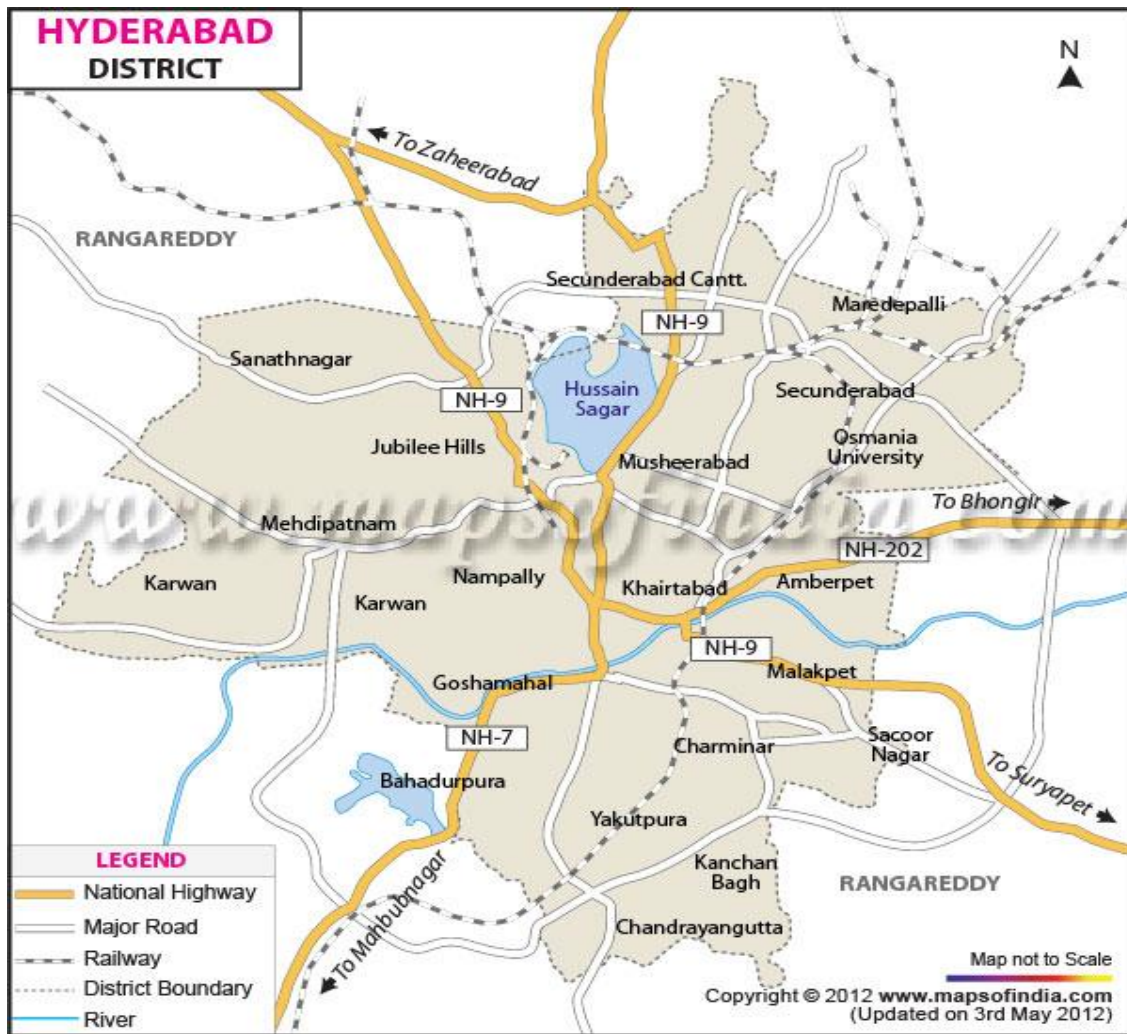 HYDERABAD
DISTRICT
N
To Zaheerabad
RANGAREDDY
Secunderabad Cantt.
Maredepalli
NH-9
Sanathnagar
Hussain
Sagar
Secunderabad
NH-9
Jubilee Hills
Osmania
University
Musheerabad
www.mapsofindia.com
To Bhongir
Mehdipatnam
NH-202
Karwan
Nampally
Khairtabad
Amberpet
Karwan
NH-9
Goshamahal
Malakpet
NH-7
Charminar
Sacoor
Nagar
Bahadurpura
To Suryapet
Yakutpura
LEGEND
National Highway
Major Road
Railway
District Boundary
River
To Mahbubnagar
Kanchan
Bagh
RANGAREDDY
Chandrayangutta
Map not to Scale
Copyright © 2012 www.mapsofindia.com
(Updated on 3rd May 2012)